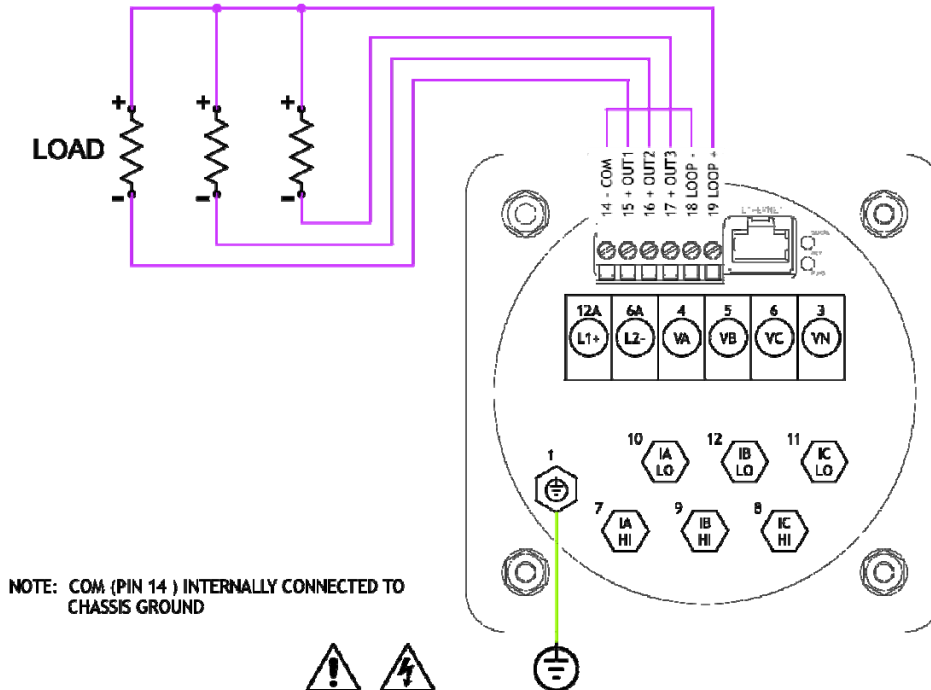 + + +
LOAD
- - -
14 - COM
15 + OUT1
16 + OUT2
17 + OUT3
18 LOOP -
19 LOOP +
12A 6A 4 5 6 3
L1+ L2- VA VB VC VN
10 12 11
IA LO IB LO IC LO
1
7 9 8
IA HI IB HI IC HI
NOTE: COM (PIN 14 ) INTERNALLY CONNECTED TO
CHASSIS GROUND
!